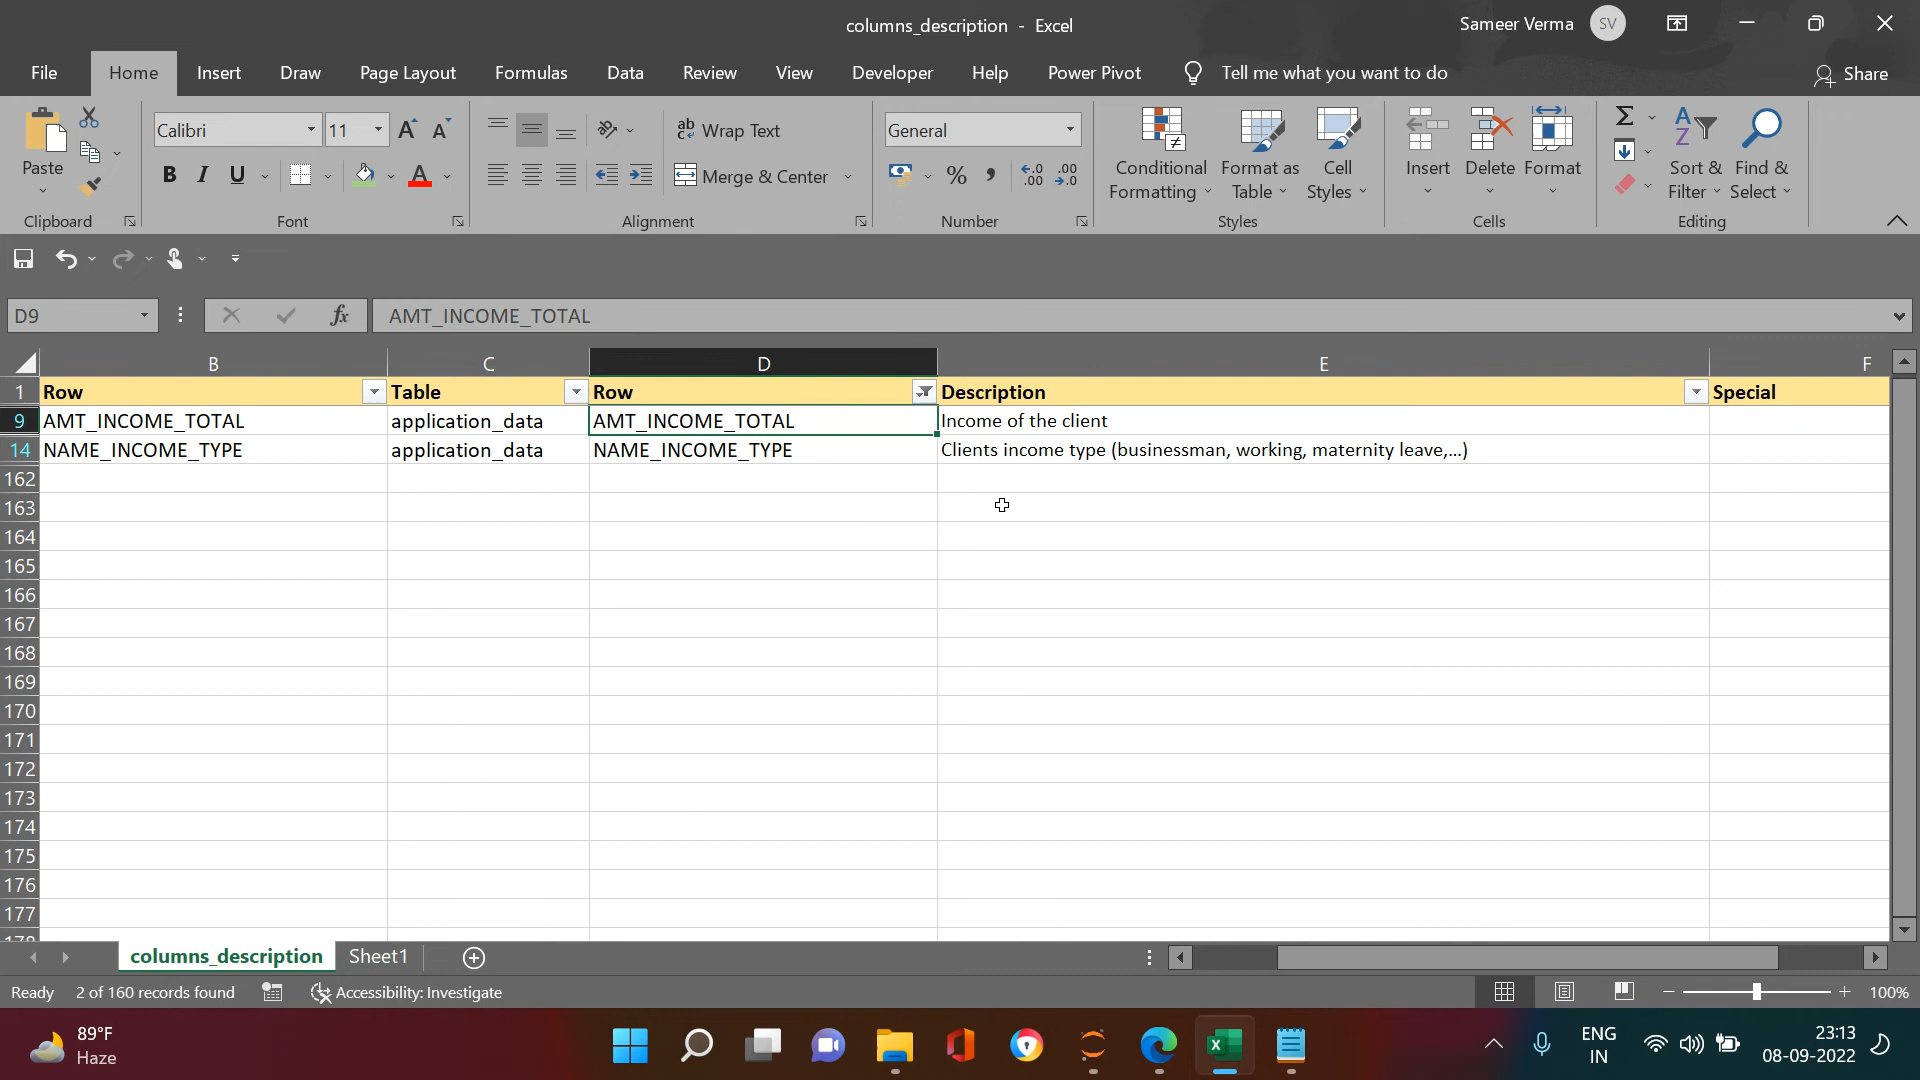 columns_description - Excel
Sameer Verma SV
File Home Insert Draw Page Layout Formulas Data Review View Developer Help Power Pivot Tell me what you want to do Share
Paste
Clipboard
Calibri 11
B I U
Font
Wrap Text
Merge & Center
Alignment
General
Number
Conditional Formatting
Format as Table
Cell Styles
Styles
Insert Delete Format
Cells
Sort & Filter
Find & Select
Editing
D9 fx AMT_INCOME_TOTAL
B C D E F
1 Row Table Row Description Special
9 AMT_INCOME_TOTAL application_data AMT_INCOME_TOTAL Income of the client
14 NAME_INCOME_TYPE application_data NAME_INCOME_TYPE Clients income type (businessman, working, maternity leave,...)
162
163
164
165
166
167
168
169
170
171
172
173
174
175
176
177
178
columns_description Sheet1
Ready 2 of 160 records found Accessibility: Investigate 100%
89°F
Haze
ENG
IN
23:13
08-09-2022